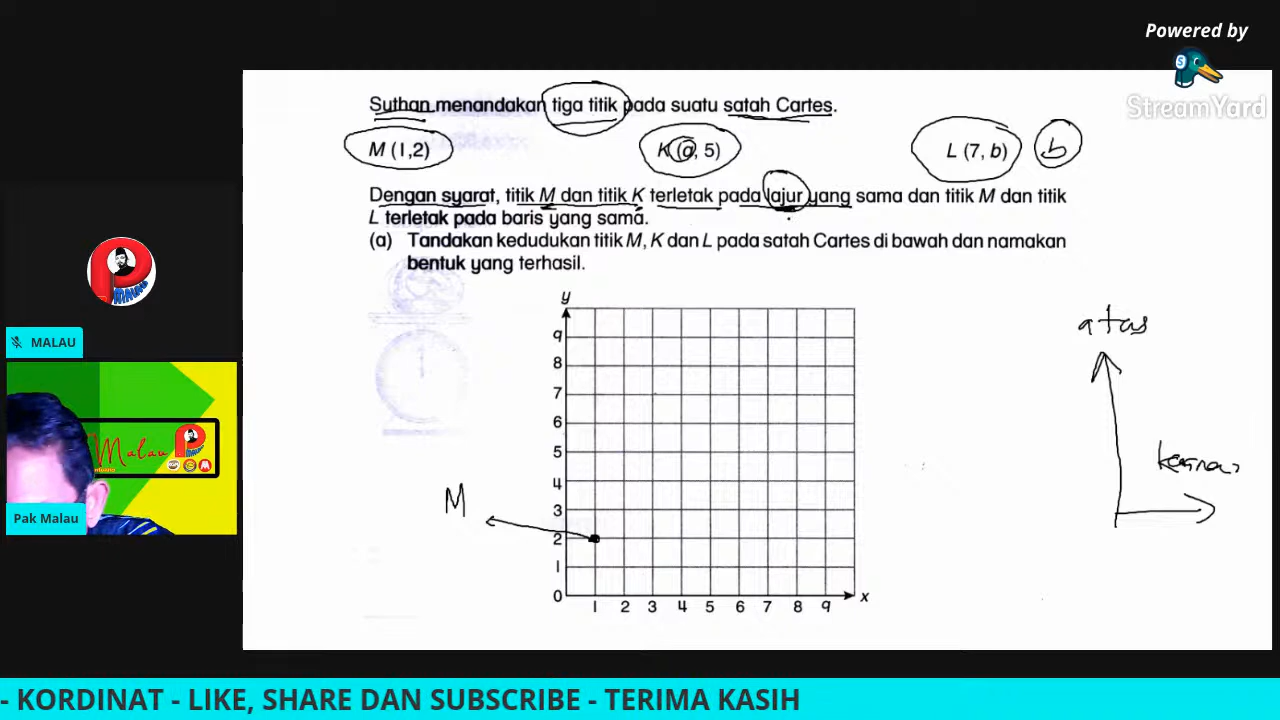 Powered by
StreamYard
Suthan menandakan tiga titik pada suatu satah Cartes.
M (1,2) K (a, 5) L (7, b) b
Dengan syarat, titik M dan titik K terletak pada lajur yang sama dan titik M dan titik
L terletak pada baris yang sama.
(a) Tandakan kedudukan titik M, K dan L pada satah Cartes di bawah dan namakan
bentuk yang terhasil.
y
9
8
7
6
5
4
3
2
1
0
1 2 3 4 5 6 7 8 9 x
M
atas
MALAU
Malau
Pak Malau
- KORDINAT - LIKE, SHARE DAN SUBSCRIBE - TERIMA KASIH